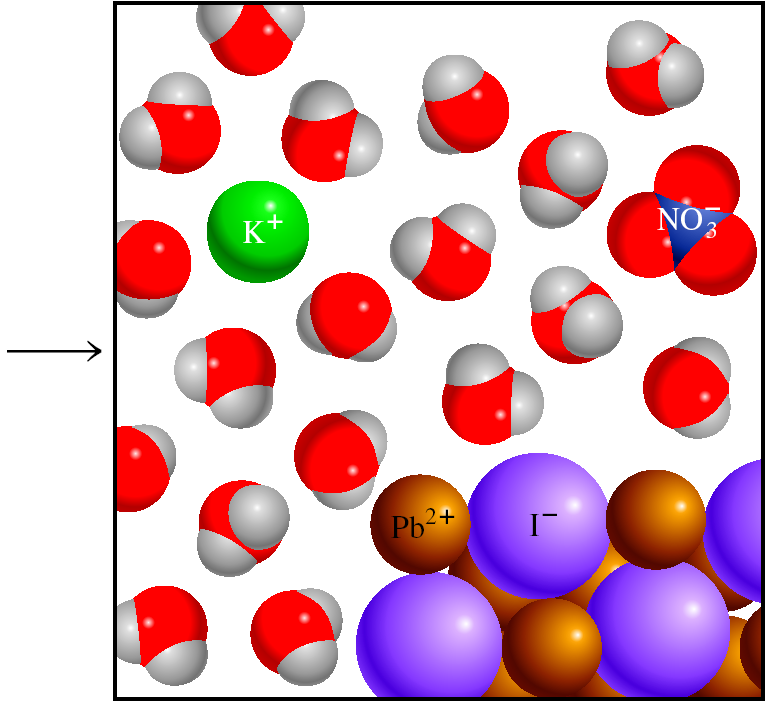 K⁺
NO₃⁻
Pb²⁺
I⁻